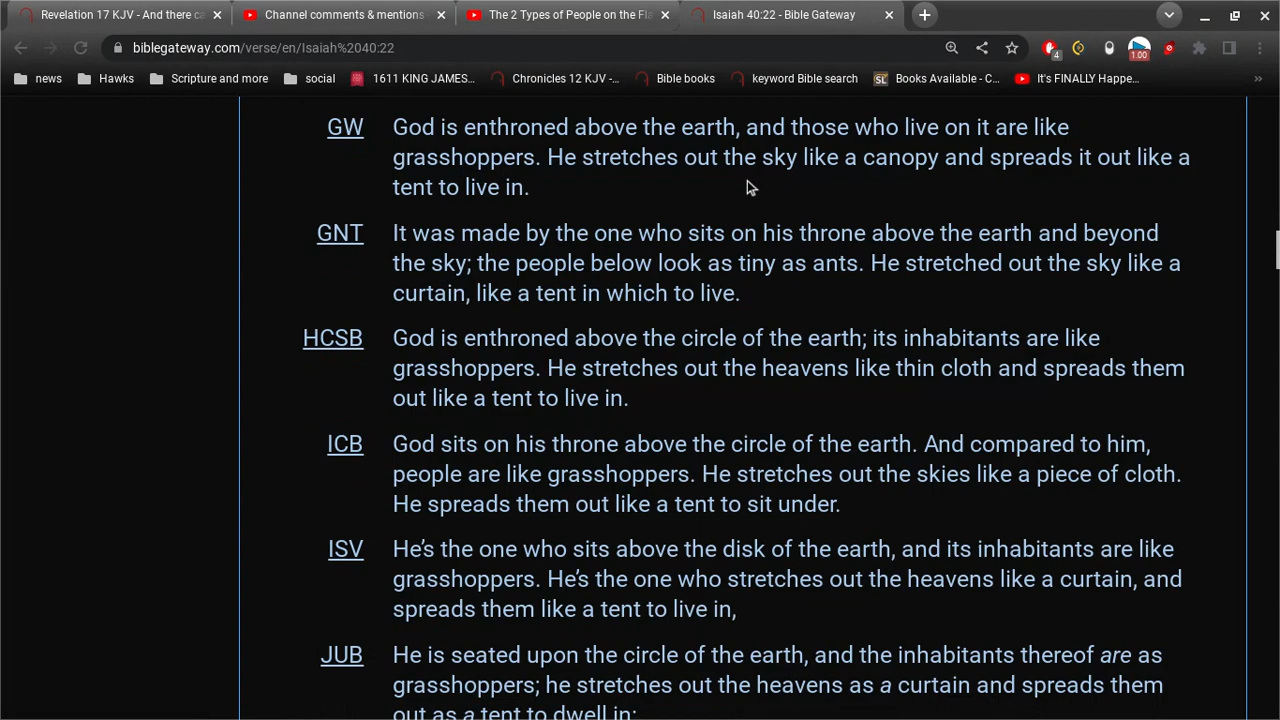 Revelation 17 KJV - And there ca
Channel comments & mentions -
The 2 Types of People on the Fla
Isaiah 40:22 - Bible Gateway
biblegateway.com/verse/en/Isaiah%2040:22
4
1.00
news
Hawks
Scripture and more
social
1611 KING JAMES...
Chronicles 12 KJV -...
Bible books
keyword Bible search
SL
Books Available - C...
It's FINALLY Happe...
»
GW God is enthroned above the earth, and those who live on it are like
grasshoppers. He stretches out the sky like a canopy and spreads it out like a
tent to live in.
GNT It was made by the one who sits on his throne above the earth and beyond
the sky; the people below look as tiny as ants. He stretched out the sky like a
curtain, like a tent in which to live.
HCSB God is enthroned above the circle of the earth; its inhabitants are like
grasshoppers. He stretches out the heavens like thin cloth and spreads them
out like a tent to live in.
ICB God sits on his throne above the circle of the earth. And compared to him,
people are like grasshoppers. He stretches out the skies like a piece of cloth.
He spreads them out like a tent to sit under.
ISV He’s the one who sits above the disk of the earth, and its inhabitants are like
grasshoppers. He’s the one who stretches out the heavens like a curtain, and
spreads them like a tent to live in,
JUB He is seated upon the circle of the earth, and the inhabitants thereof are as
grasshoppers; he stretches out the heavens as a curtain and spreads them
out as a tent to dwell in: